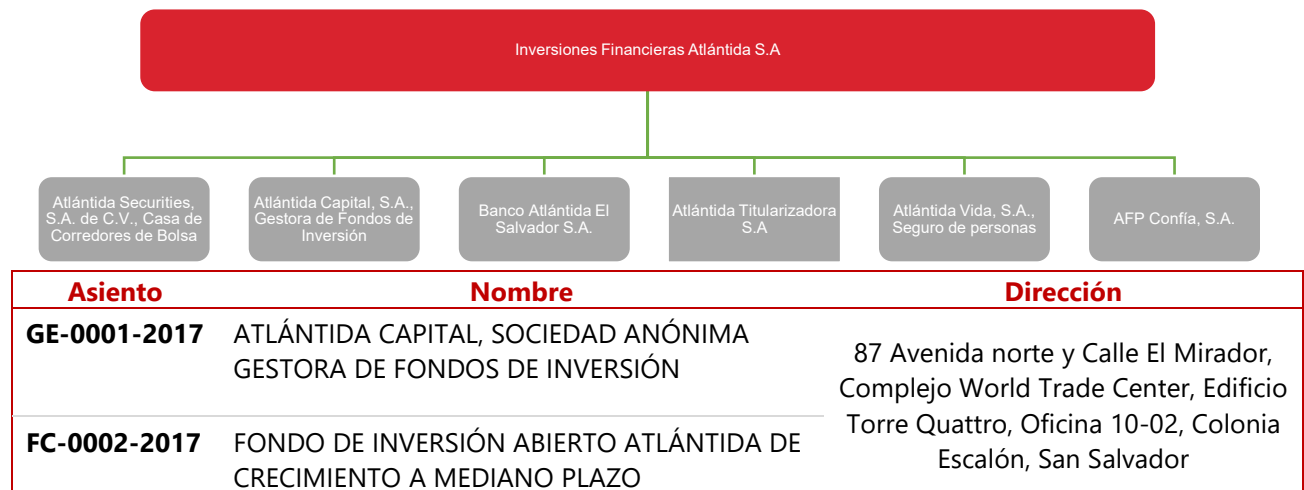 Inversiones Financieras Atlántida S.A
Atlántida Securities,
S.A. de C.V., Casa de
Corredores de Bolsa
Atlántida Capital, S.A.,
Gestora de Fondos de
Inversión
Banco Atlántida El
Salvador S.A.
Atlántida Titularizadora
S.A
Atlántida Vida, S.A.,
Seguro de personas
AFP Confía, S.A.
Asiento Nombre Dirección
GE-0001-2017 ATLÁNTIDA CAPITAL, SOCIEDAD ANÓNIMA
GESTORA DE FONDOS DE INVERSIÓN
FC-0002-2017 FONDO DE INVERSIÓN ABIERTO ATLÁNTIDA DE
CRECIMIENTO A MEDIANO PLAZO
87 Avenida norte y Calle El Mirador,
Complejo World Trade Center, Edificio
Torre Quattro, Oficina 10-02, Colonia
Escalón, San Salvador